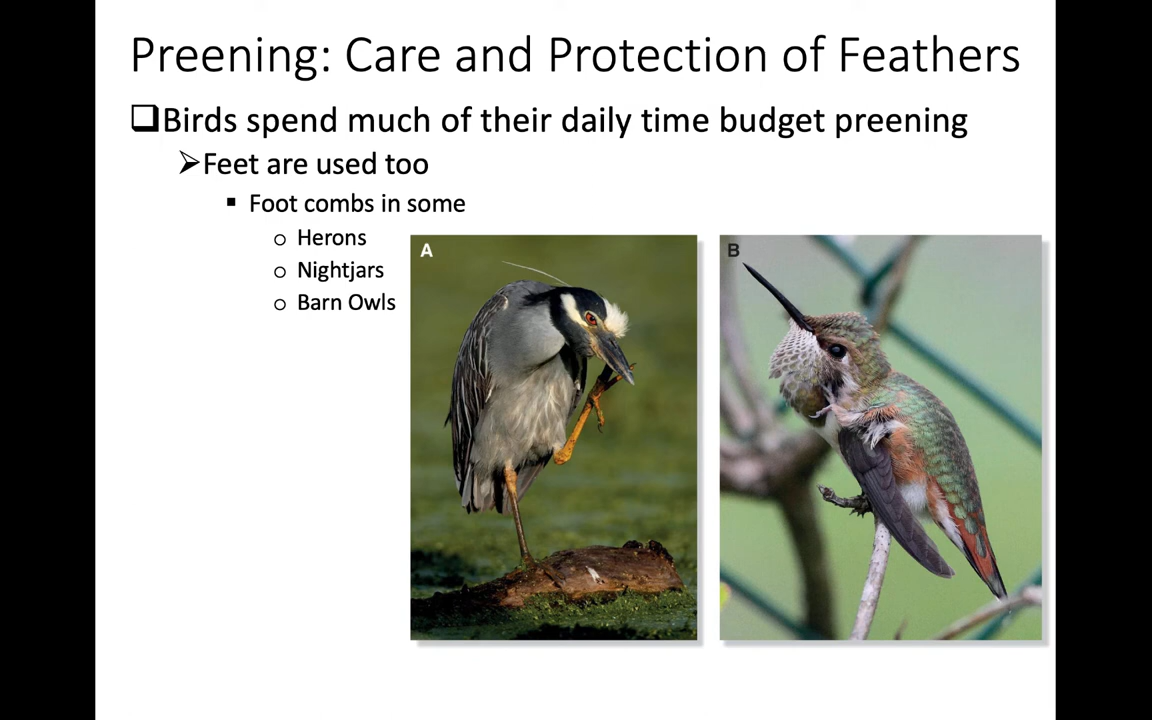 Preening: Care and Protection of Feathers
Birds spend much of their daily time budget preening
Feet are used too
Foot combs in some
Herons
Nightjars
Barn Owls
A
B